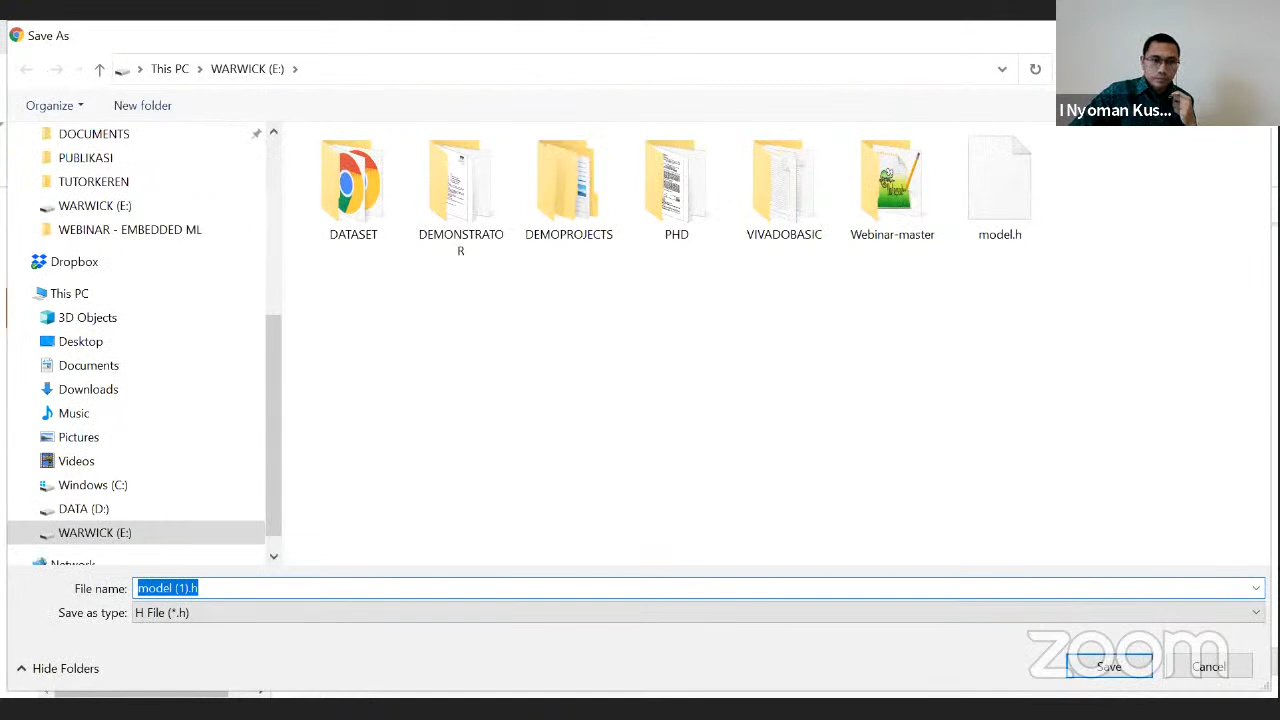 Save As
This PC > WARWICK (E:) >
Organize
New folder
DOCUMENTS
PUBLIKASI
TUTORKEREN
WARWICK (E:)
WEBINAR - EMBEDDED ML
Dropbox
This PC
3D Objects
Desktop
Documents
Downloads
Music
Pictures
Videos
Windows (C:)
DATA (D:)
WARWICK (E:)
Network
DATASET
DEMONSTRATO
R
DEMOPROJECTS
PHD
VIVADOBASIC
Webinar-master
model.h
I Nyoman Kus...
File name: model (1).h
Save as type: H File (*.h)
Hide Folders
Save
Cancel
zoom